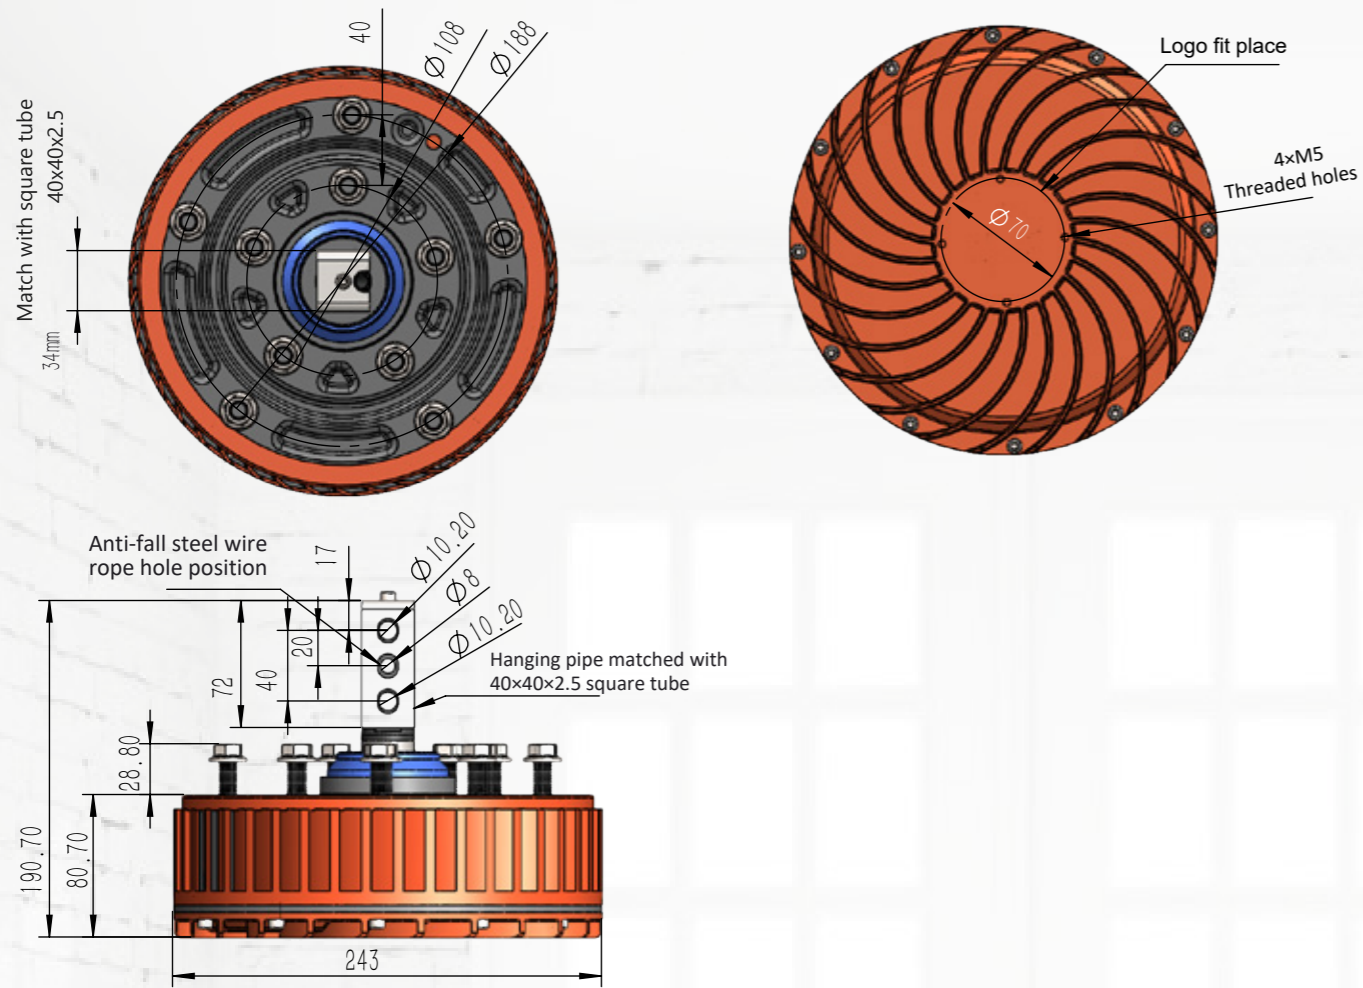 40
Ø108
Ø188
Match with square tube
40x40x2.5
34mm
Logo fit place
4×M5
Threaded holes
Ø70
Anti-fall steel wire
rope hole position
17
Ø10.20
Ø8
Ø10.20
20
40
72
Hanging pipe matched with
40×40×2.5 square tube
28.80
190.70
80.70
243